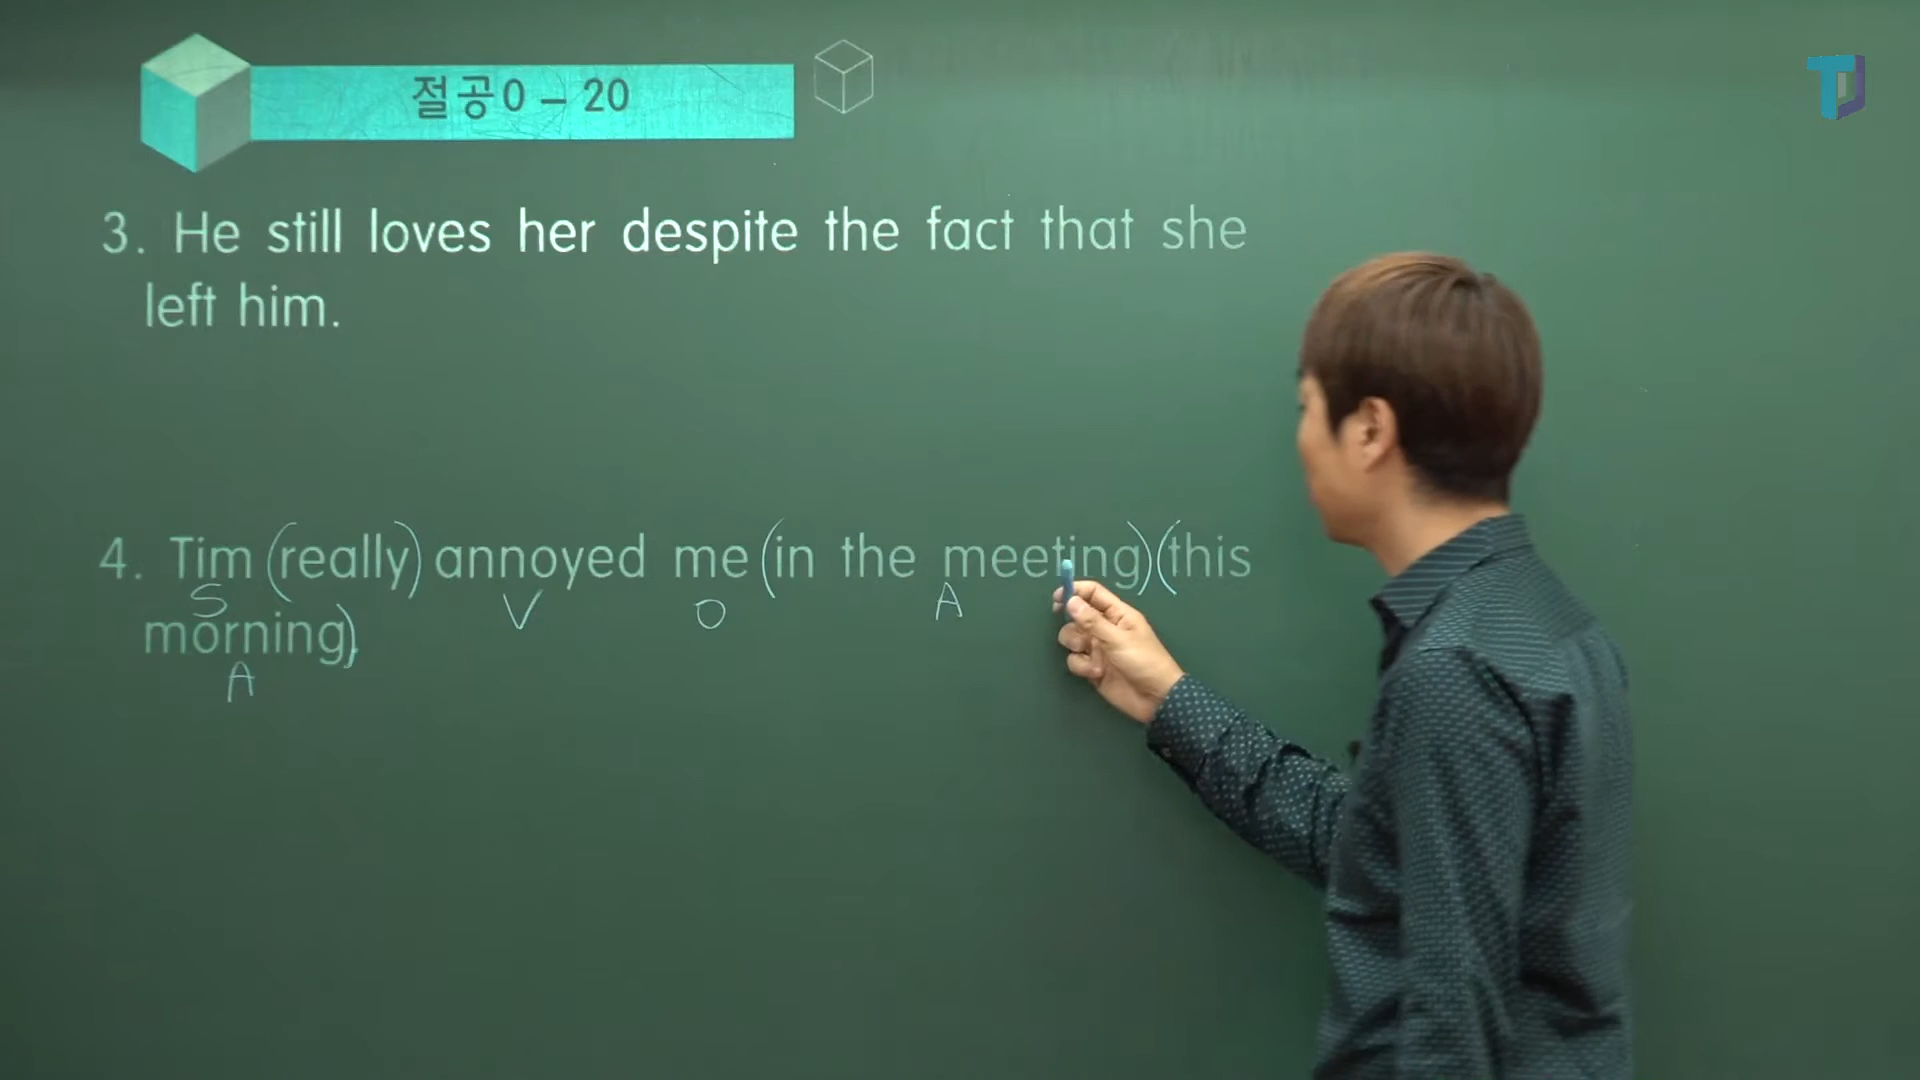 절공0 – 20
3. He still loves her despite the fact that she
left him.
4. Tim (really) annoyed me (in the meeting) (this
S V O A
morning).
A